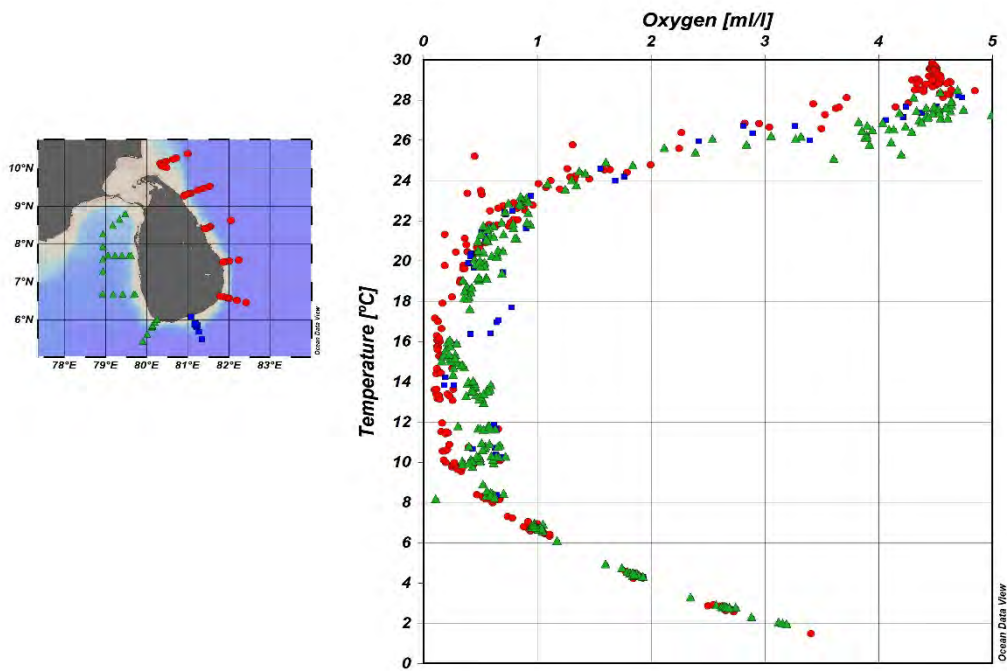 Oxygen [ml/l]
0 1 2 3 4 5
Temperature [ºC]
30
28
26
24
22
20
18
16
14
12
10
8
6
4
2
0
Ocean Data View
10°N
9°N
8°N
7°N
6°N
78°E 79°E 80°E 81°E 82°E 83°E
Ocean Data View